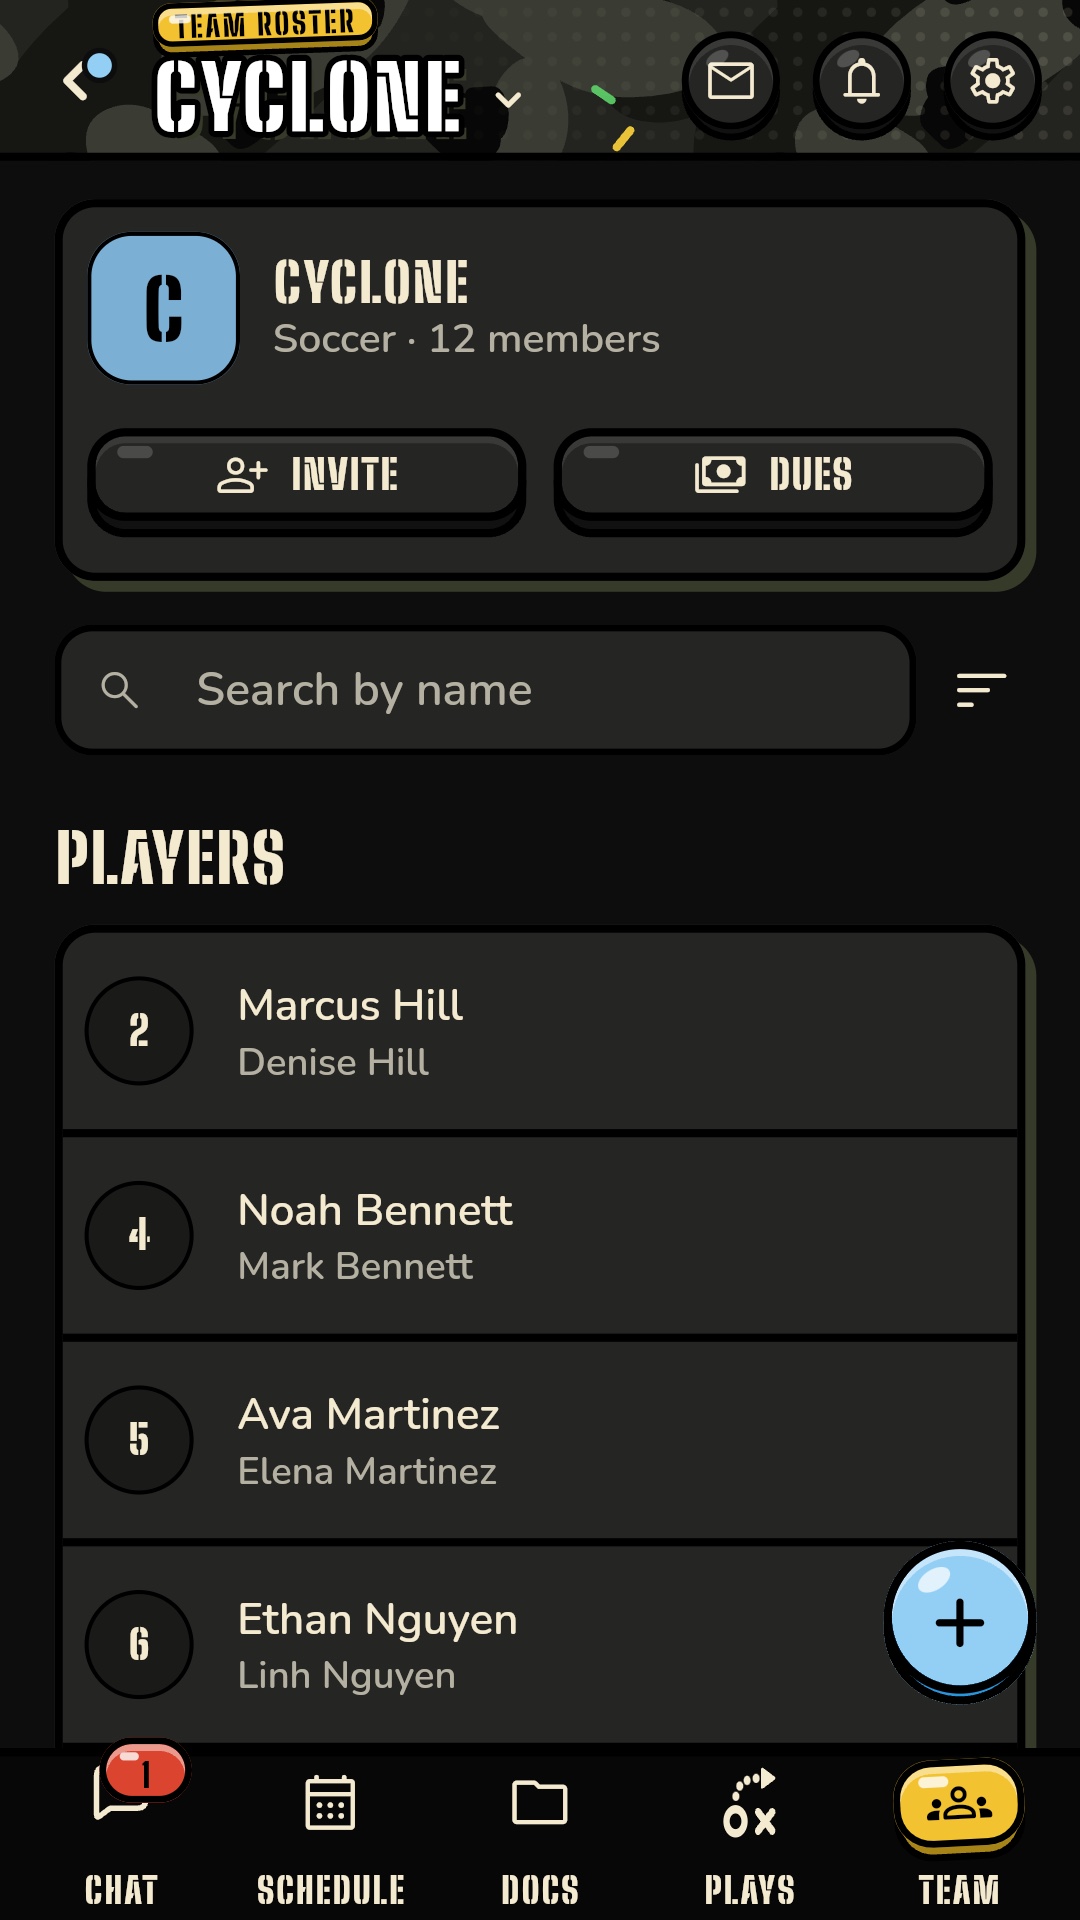 TEAM ROSTER
CYCLONE
C
CYCLONE
Soccer · 12 members
INVITE
DUES
Search by name
PLAYERS
2
Marcus Hill
Denise Hill
4
Noah Bennett
Mark Bennett
5
Ava Martinez
Elena Martinez
6
Ethan Nguyen
Linh Nguyen
1
CHAT
SCHEDULE
DOCS
PLAYS
TEAM